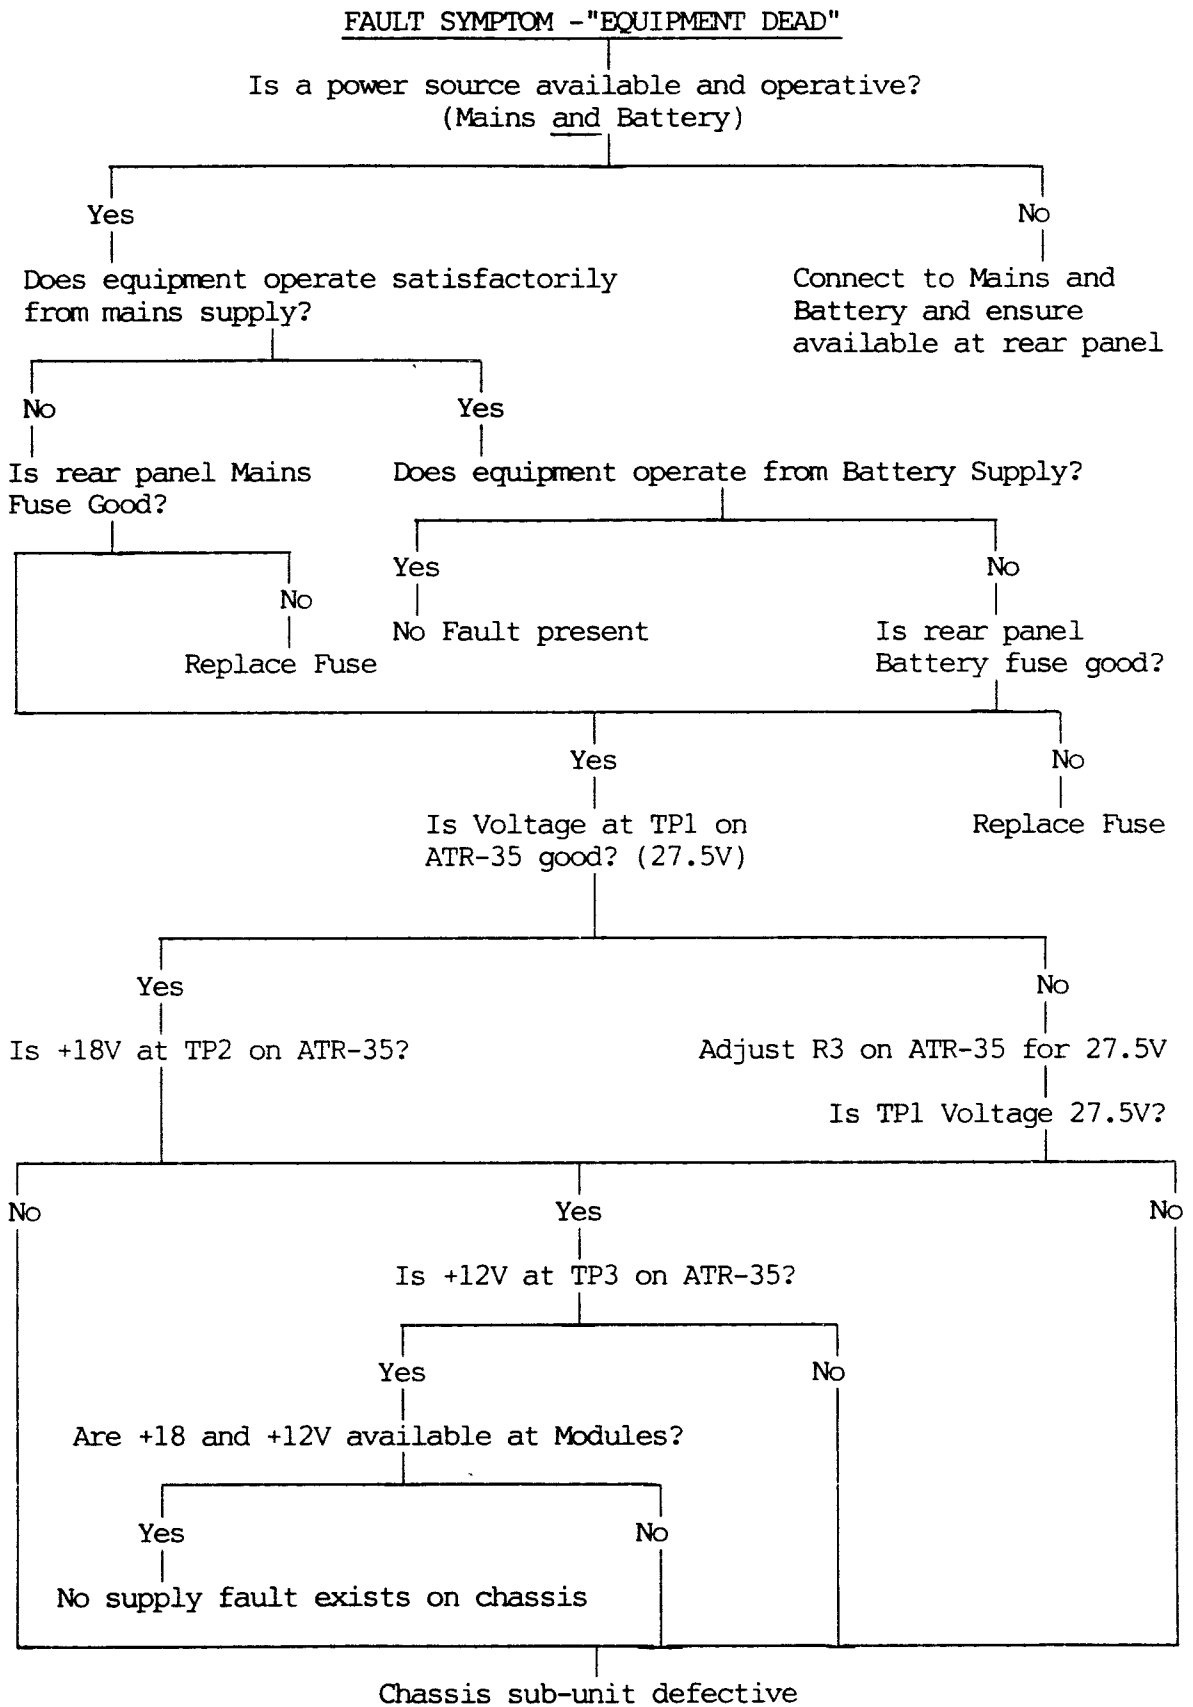 FAULT SYMPTOM -"EQUIPMENT DEAD"
Is a power source available and operative?
(Mains and Battery)
Yes
No
Does equipment operate satisfactorily
from mains supply?
Connect to Mains and
Battery and ensure
available at rear panel
No
Yes
Is rear panel Mains
Fuse Good?
Does equipment operate from Battery Supply?
Yes
No
No
No Fault present
Is rear panel
Battery fuse good?
Replace Fuse
Yes
No
Is Voltage at TP1 on
ATR-35 good? (27.5V)
Replace Fuse
Yes
No
Is +18V at TP2 on ATR-35?
Adjust R3 on ATR-35 for 27.5V
Is TP1 Voltage 27.5V?
No
Yes
No
Is +12V at TP3 on ATR-35?
Yes
No
Are +18 and +12V available at Modules?
Yes
No
No supply fault exists on chassis
Chassis sub-unit defective